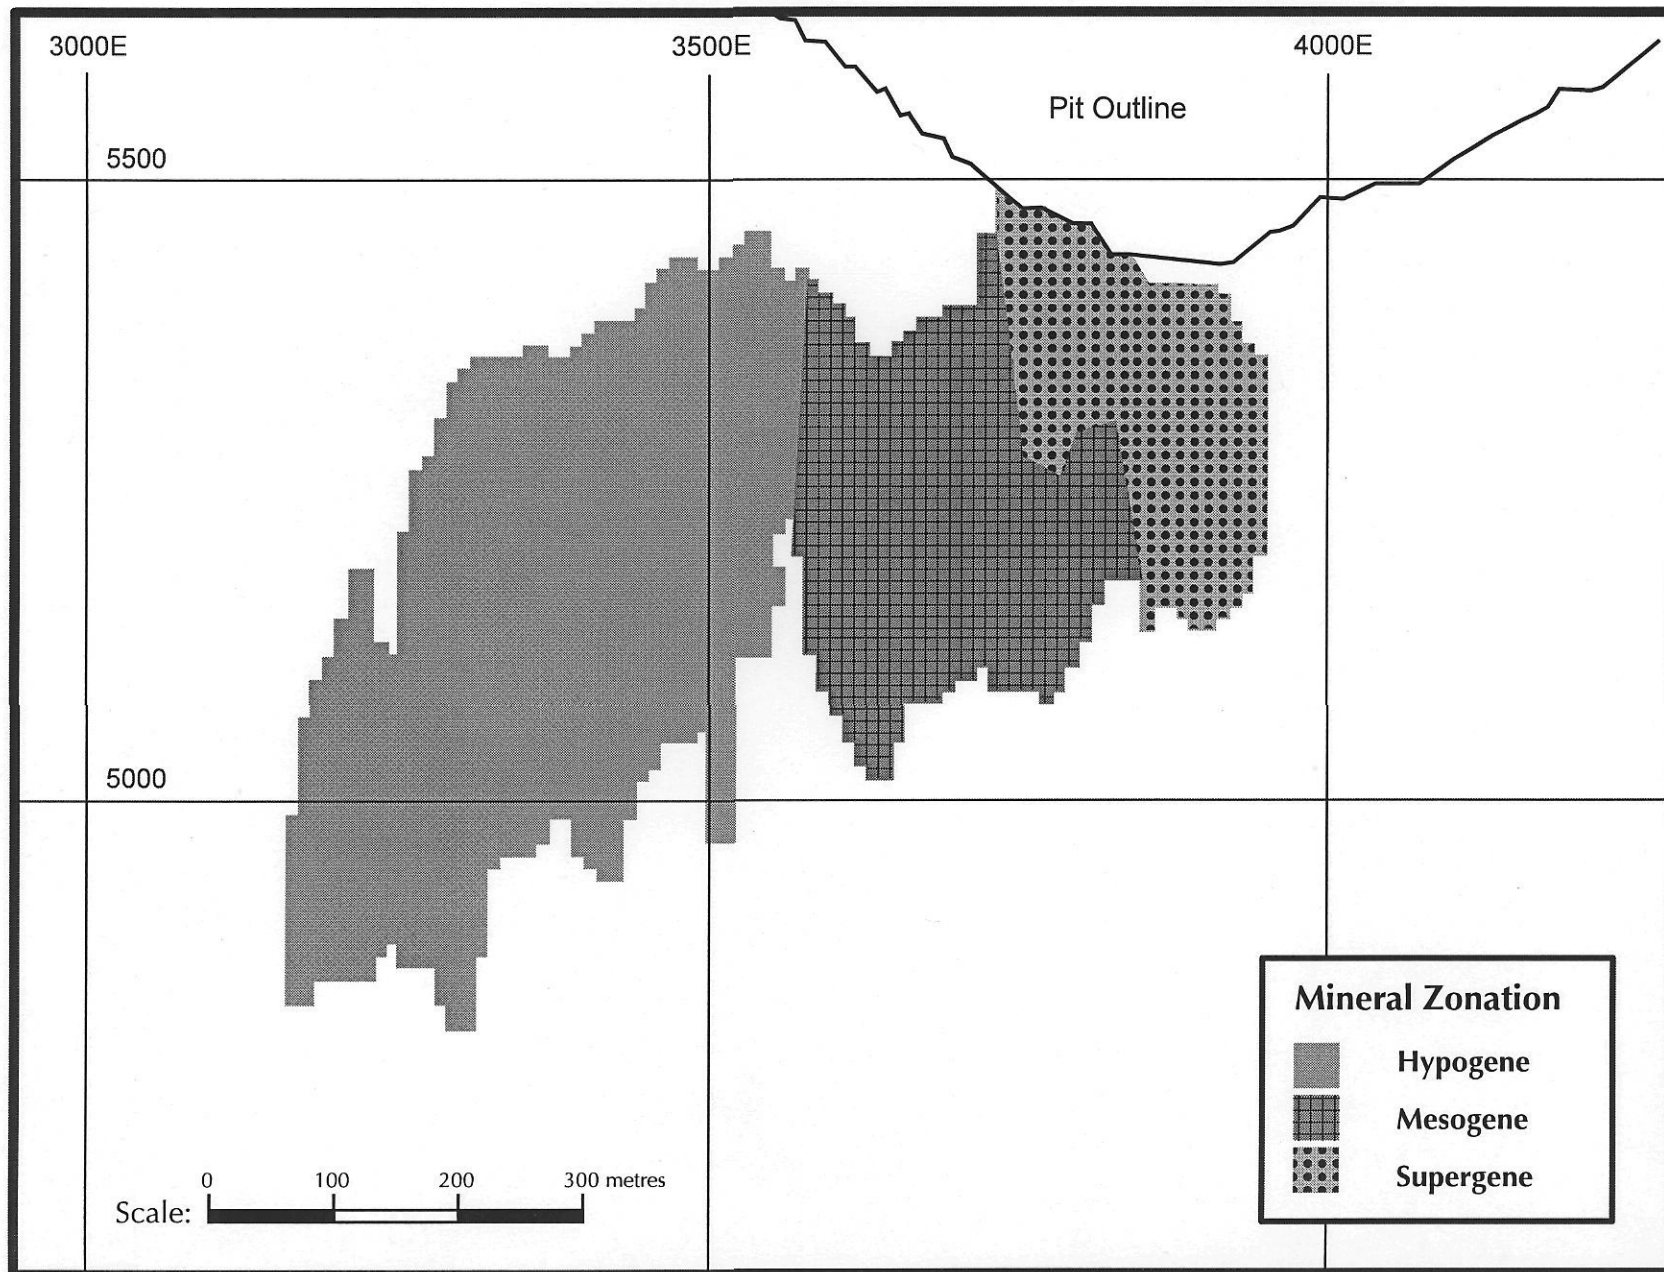 3000E 3500E 4000E
Pit Outline
5500
5000
Mineral Zonation
Hypogene
Mesogene
Supergene
0 100 200 300 metres
Scale: